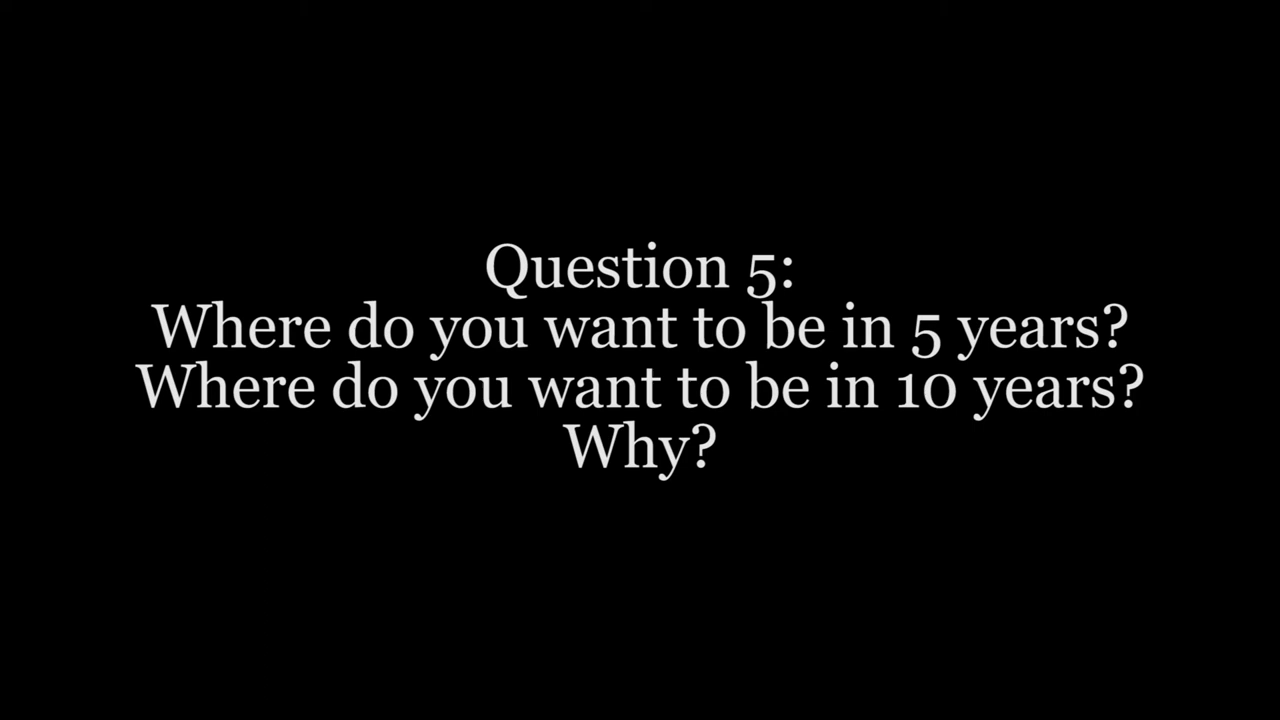 Question 5:
Where do you want to be in 5 years?
Where do you want to be in 10 years?
Why?